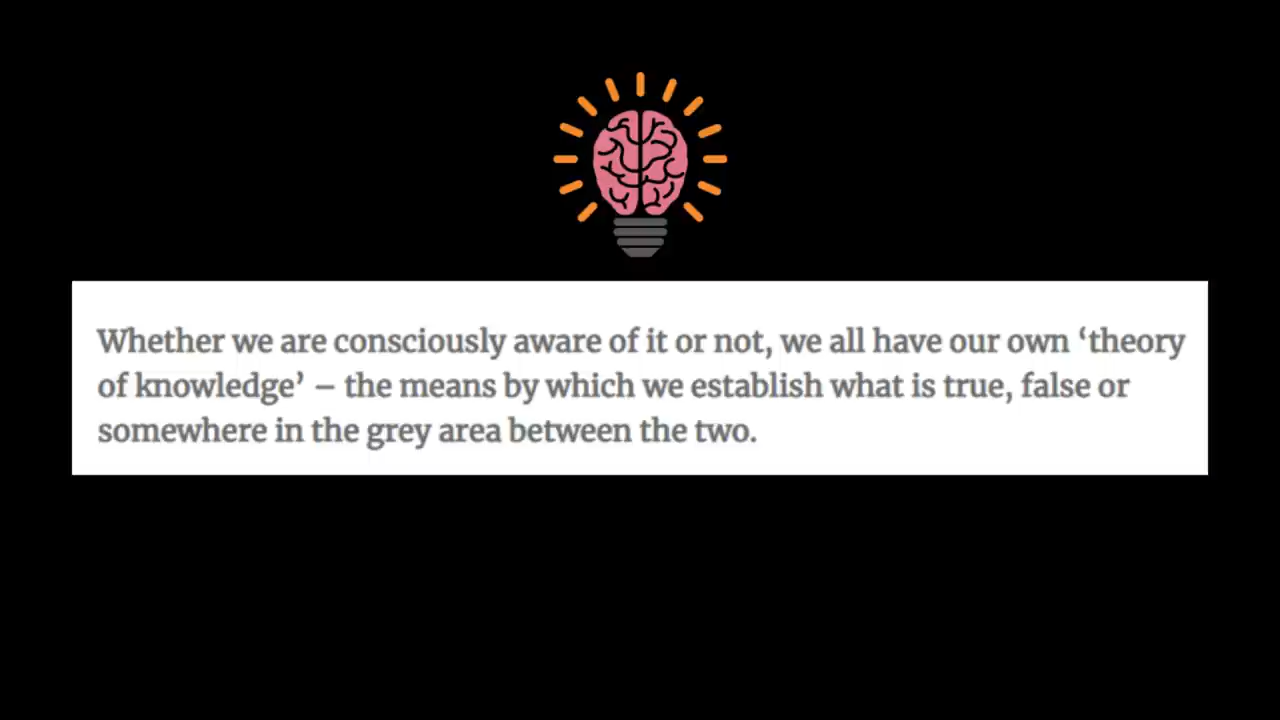 Whether we are consciously aware of it or not, we all have our own ‘theory
of knowledge’ – the means by which we establish what is true, false or
somewhere in the grey area between the two.